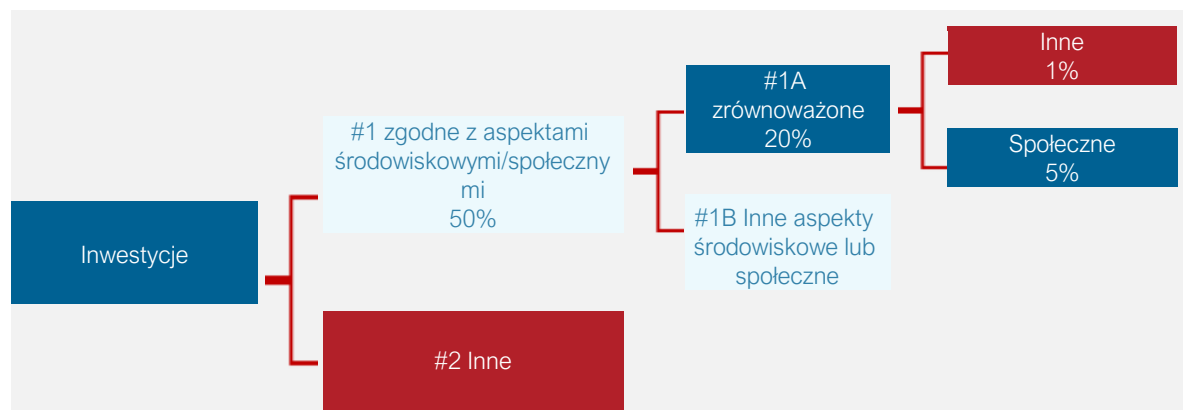 Inwestycje
#1 zgodne z aspektami
środowiskowymi/społeczny
mi
50%
#2 Inne
#1A
zrównoważone
20%
#1B Inne aspekty
środowiskowe lub
społeczne
Inne
1%
Społeczne
5%